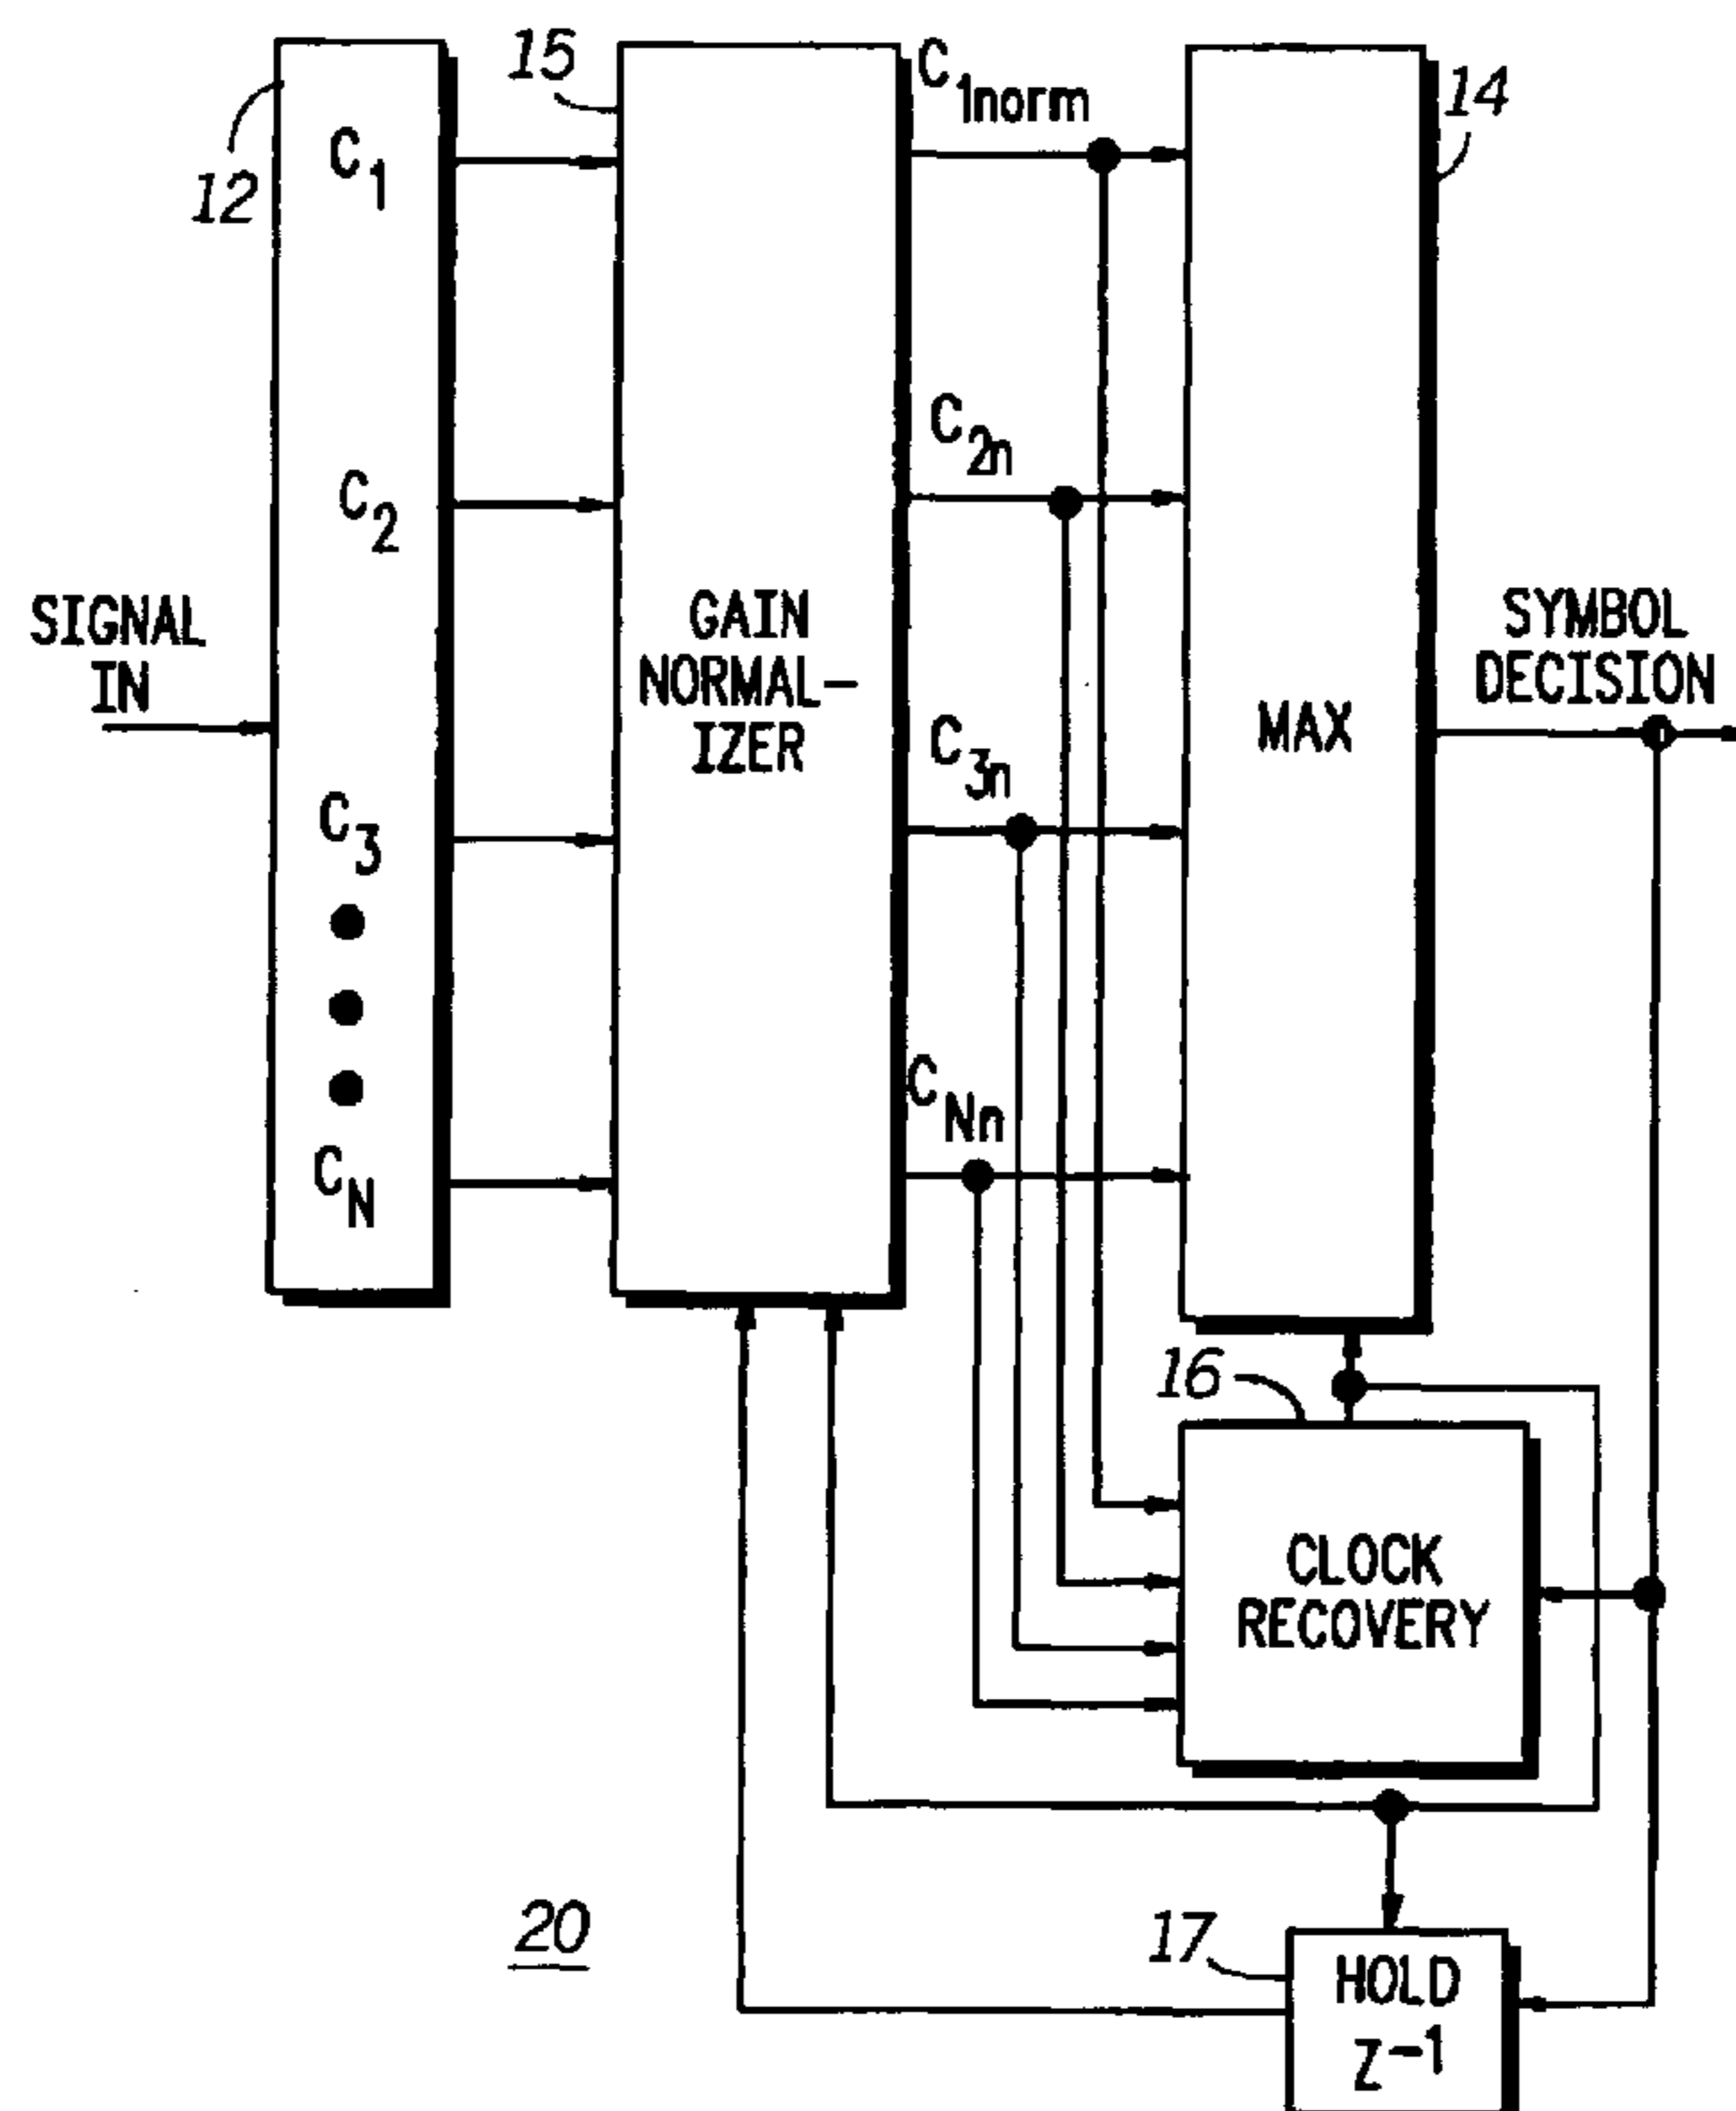 15
C1norm
14
12
C1
C2n
C2
SIGNAL
IN
GAIN
NORMAL-
IZER
SYMBOL
DECISION
MAX
C3n
C3
CNn
CN
16
CLOCK
RECOVERY
20
17
HOLD
Z-1